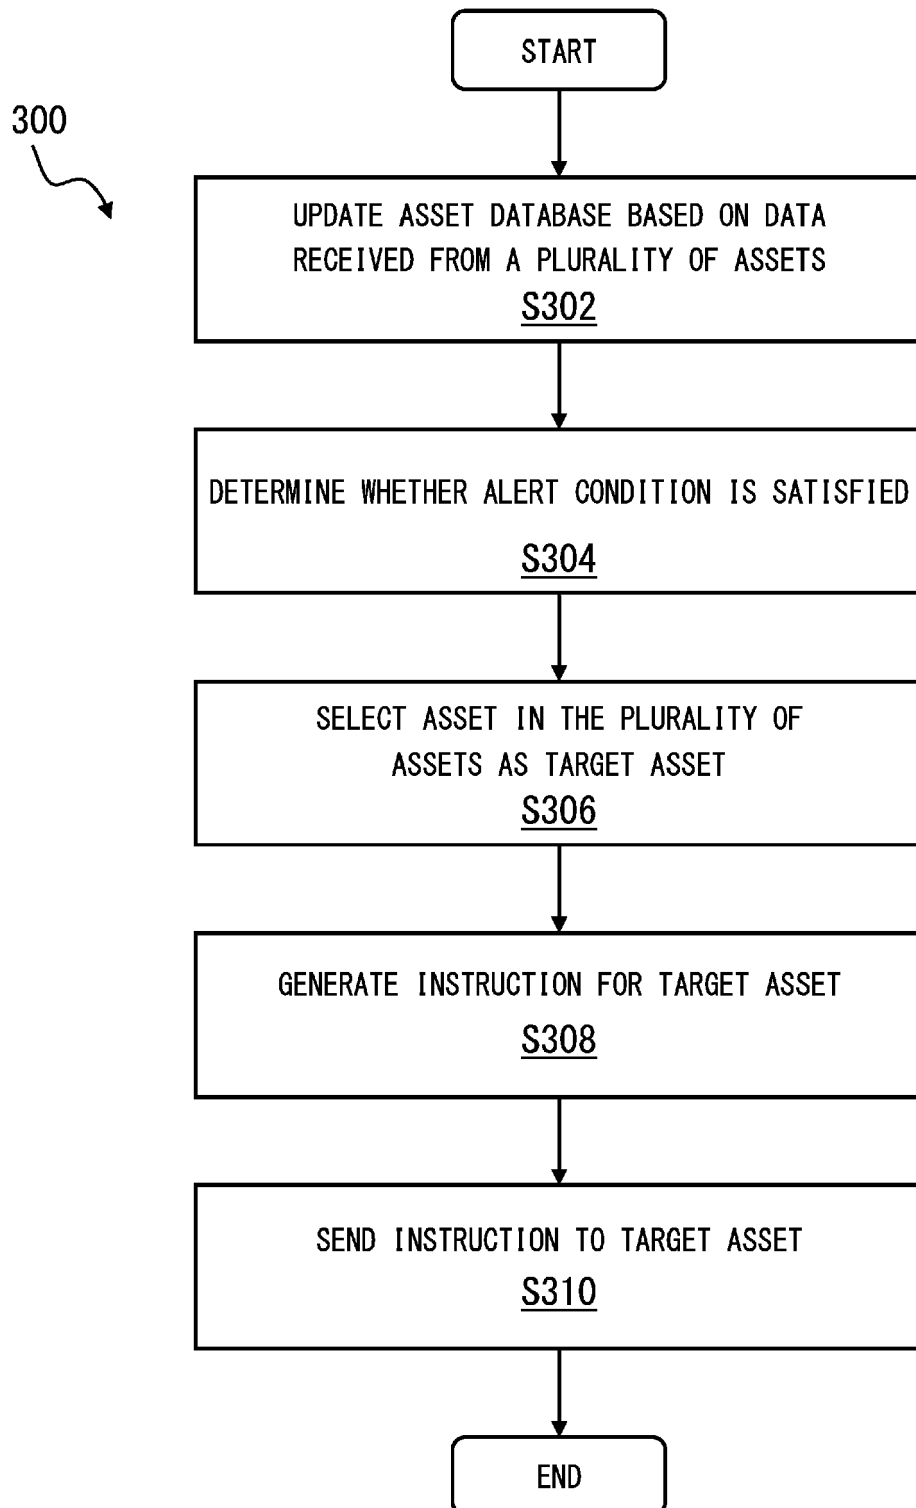 START
300
UPDATE ASSET DATABASE BASED ON DATA
RECEIVED FROM A PLURALITY OF ASSETS
S302
DETERMINE WHETHER ALERT CONDITION IS SATISFIED
S304
SELECT ASSET IN THE PLURALITY OF
ASSETS AS TARGET ASSET
S306
GENERATE INSTRUCTION FOR TARGET ASSET
S308
SEND INSTRUCTION TO TARGET ASSET
S310
END